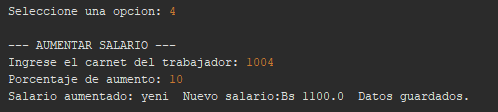 Seleccione una opcion: 4
--- AUMENTAR SALARIO ---
Ingrese el carnet del trabajador: 1004
Porcentaje de aumento: 10
Salario aumentado: yeni  Nuevo salario:Bs 1100.0  Datos guardados.